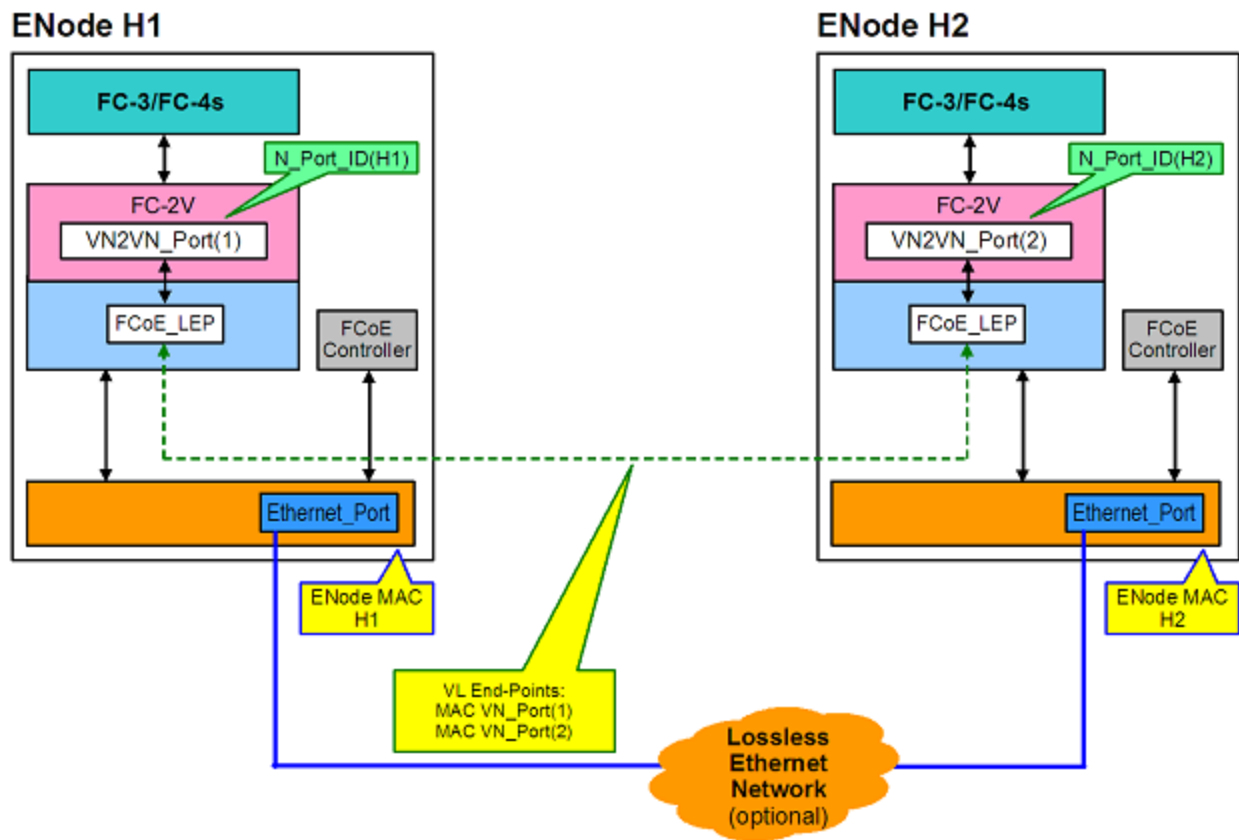 ENode H1
ENode H2
FC-3/FC-4s
FC-3/FC-4s
N_Port_ID(H1)
N_Port_ID(H2)
FC-2V
FC-2V
VN2VN_Port(1)
VN2VN_Port(2)
FCoE_LEP
FCoE
Controller
FCoE_LEP
FCoE
Controller
Ethernet_Port
Ethernet_Port
ENode MAC
H1
ENode MAC
H2
VL End-Points:
MAC VN_Port(1)
MAC VN_Port(2)
Lossless
Ethernet
Network
(optional)